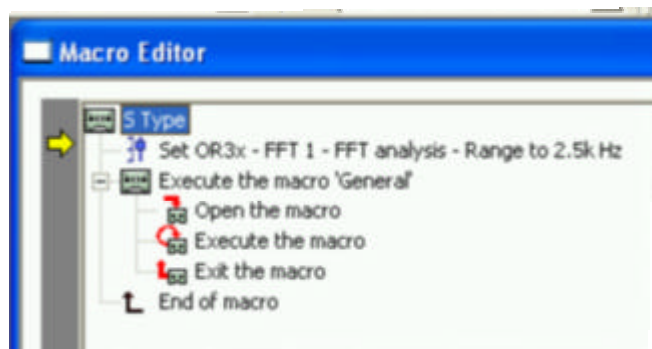 Macro Editor
S Type
Set OR3x - FFT 1 - FFT analysis - Range to 2.5k Hz
Execute the macro 'General'
Open the macro
Execute the macro
Exit the macro
End of macro